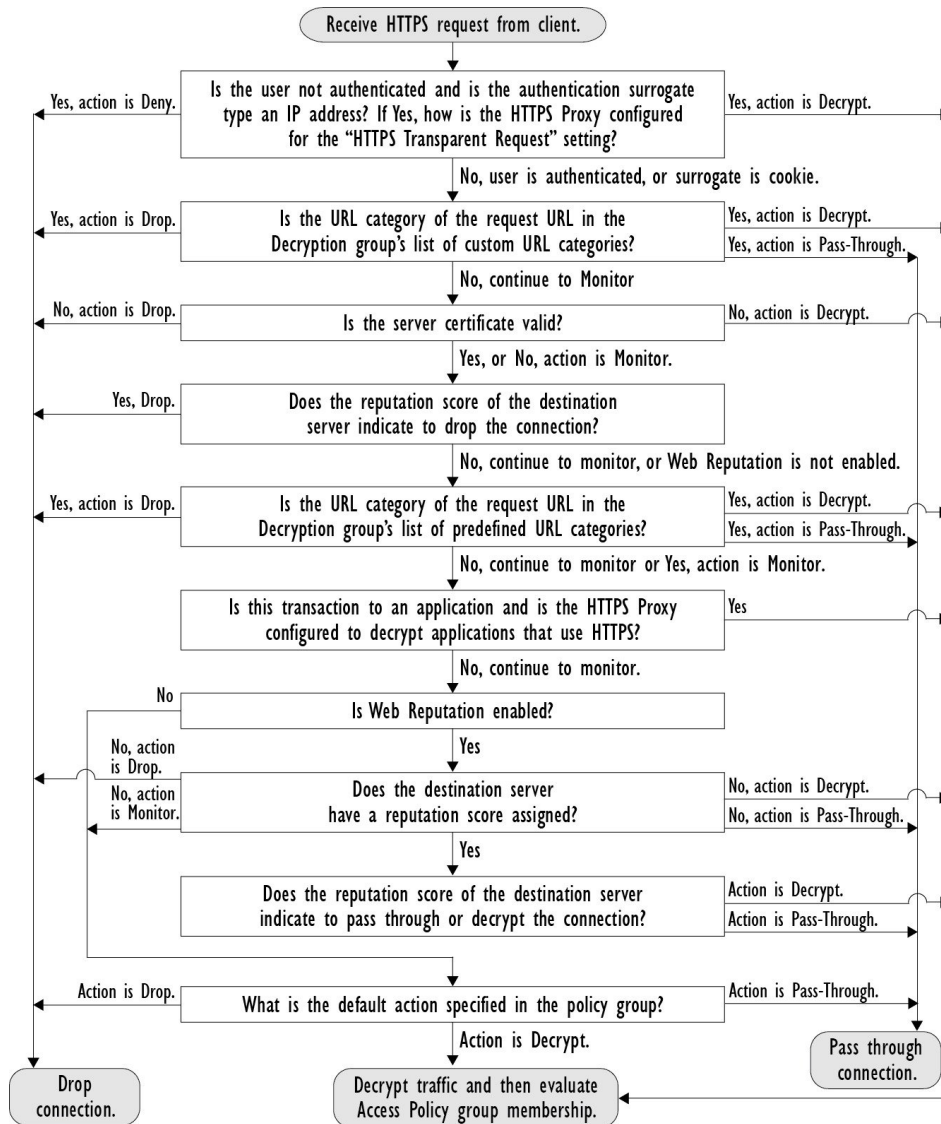 Receive HTTPS request from client.
Yes, action is Deny.
Is the user not authenticated and is the authentication surrogate
type an IP address? If Yes, how is the HTTPS Proxy configured
for the “HTTPS Transparent Request” setting?
Yes, action is Decrypt.
No, user is authenticated, or surrogate is cookie.
Yes, action is Drop.
Is the URL category of the request URL in the
Decryption group's list of custom URL categories?
Yes, action is Decrypt.
Yes, action is Pass-Through.
No, continue to Monitor
No, action is Drop.
Is the server certificate valid?
No, action is Decrypt.
Yes, or No, action is Monitor.
Yes, Drop.
Does the reputation score of the destination
server indicate to drop the connection?
No, continue to monitor, or Web Reputation is not enabled.
Yes, action is Drop.
Is the URL category of the request URL in the
Decryption group's list of predefined URL categories?
Yes, action is Decrypt.
Yes, action is Pass-Through.
No, continue to monitor or Yes, action is Monitor.
Is this transaction to an application and is the HTTPS Proxy
configured to decrypt applications that use HTTPS?
Yes
No, continue to monitor.
No
Is Web Reputation enabled?
Yes
No, action
is Drop.
No, action
is Monitor.
Does the destination server
have a reputation score assigned?
No, action is Decrypt.
No, action is Pass-Through.
Yes
Does the reputation score of the destination server
indicate to pass through or decrypt the connection?
Action is Decrypt.
Action is Pass-Through.
Action is Drop.
What is the default action specified in the policy group?
Action is Pass-Through.
Action is Decrypt.
Drop
connection.
Decrypt traffic and then evaluate
Access Policy group membership.
Pass through
connection.